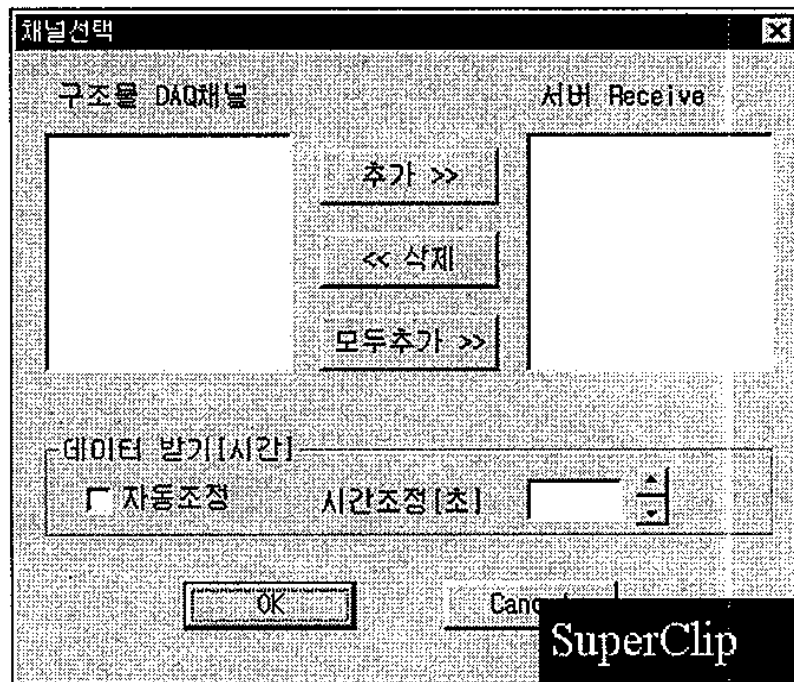 채널선택
구조물 DAQ채널
서버 Receive
추가 >>
<< 삭제
모두추가 >>
데이터 받기[시간]
자동조정
시간조정[초]
OK
SuperClip